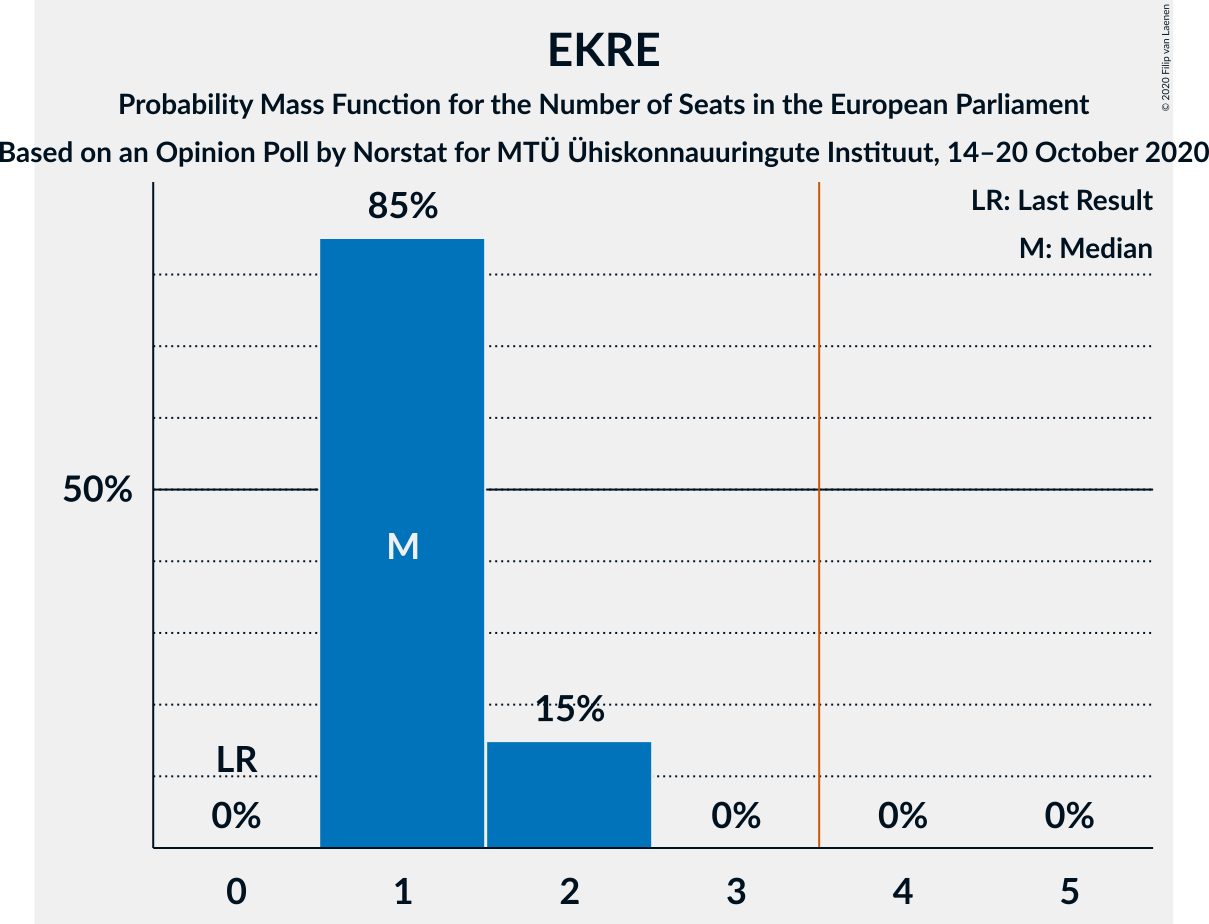 EKRE
Probability Mass Function for the Number of Seats in the European Parliament
Based on an Opinion Poll by Norstat for MTÜ Ühiskonnauuringute Instituut, 14–20 October 2020
© 2020 Filip van Laenen
LR: Last Result
M: Median
85%
50%
M
15%
LR
0%
0%
0%
0%
0
1
2
3
4
5